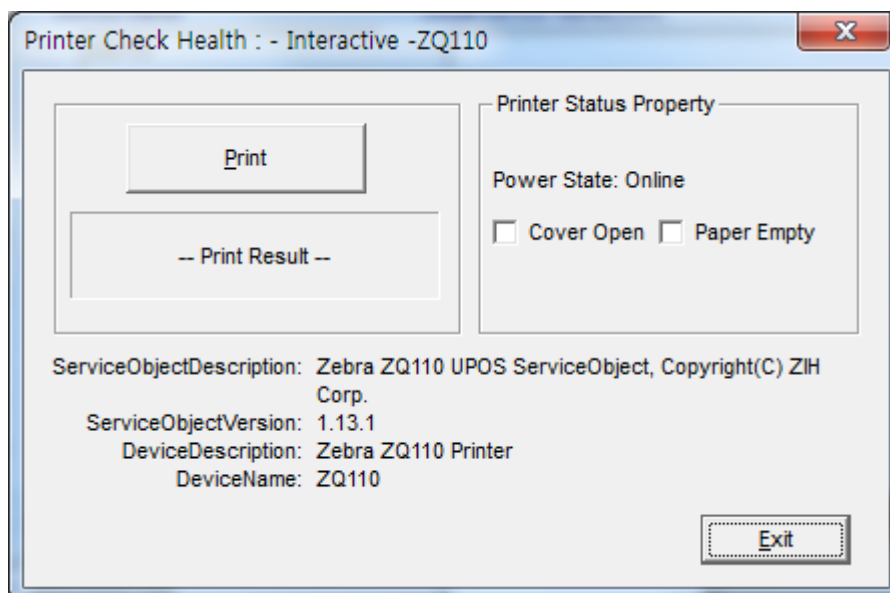 Printer Check Health : - Interactive -ZQ110
Print
-- Print Result --
Printer Status Property
Power State: Online
Cover Open Paper Empty
ServiceObjectDescription: Zebra ZQ110 UPOS ServiceObject, Copyright(C) ZIH
Corp.
ServiceObjectVersion: 1.13.1
DeviceDescription: Zebra ZQ110 Printer
DeviceName: ZQ110
Exit